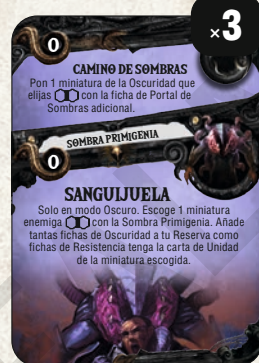 ×3
0
CAMINO DE SOMBRAS
Pon 1 miniatura de la Oscuridad que
elijas con la ficha de Portal de
Sombras adicional.
SOMBRA PRIMIGENIA
0
SANGUIJUELA
Solo en modo Oscuro. Escoge 1 miniatura
enemiga con la Sombra Primigenia. Añade
tantas fichas de Oscuridad a tu Reserva como
fichas de Resistencia tenga la carta de Unidad
de la miniatura escogida.